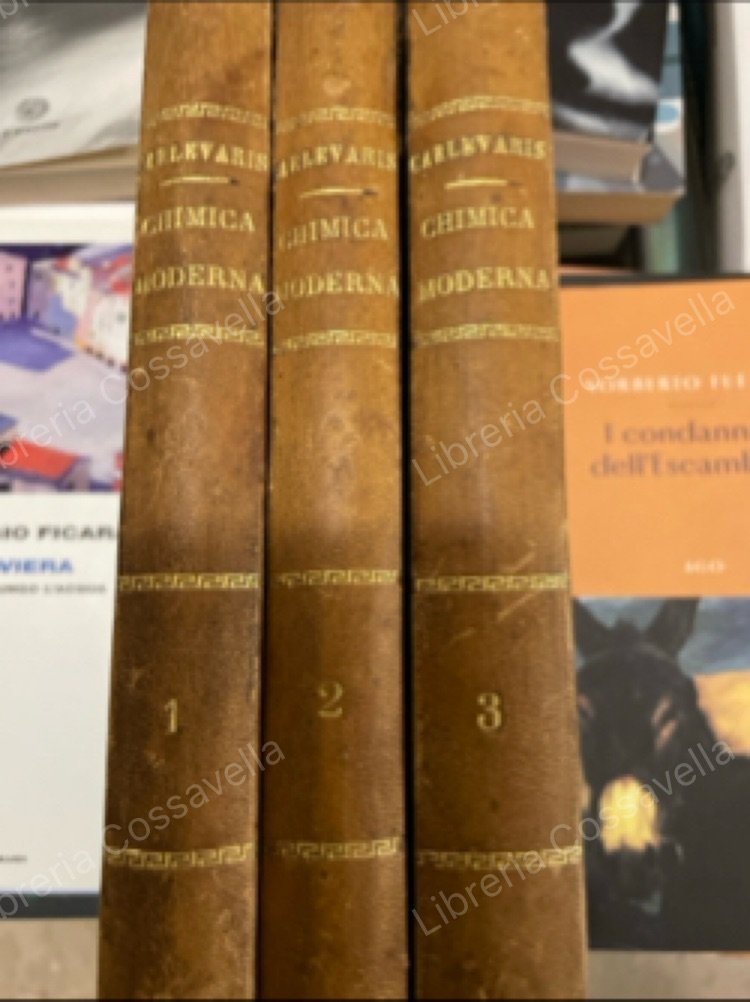 CARLEVARIS
CHIMICA
MODERNA
1
CARLEVARIS
CHIMICA
MODERNA
2
CARLEVARIS
CHIMICA
MODERNA
3
VIERA
NORBERTO
I condann
dell'Escamb
Libreria Cossavella
Libreria Cossavella
Libreria Cossavella
Libreria Cossavella
Libreria Cossavella
Libreria Cossavella